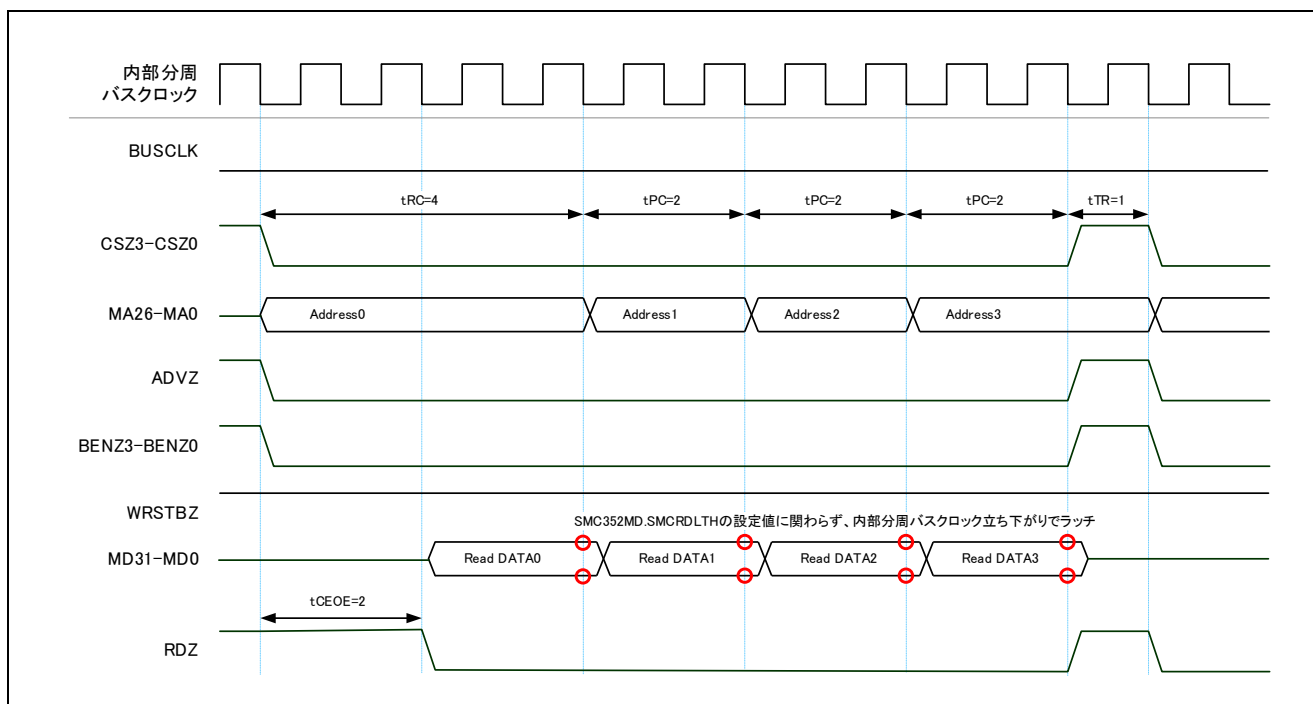 内部分周
バスクロック
BUSCLK
tRC=4
tPC=2
tPC=2
tPC=2
tTR=1
CSZ3-CSZ0
MA26-MA0
Address0
Address1
Address2
Address3
ADVZ
BENZ3-BENZ0
WRSTBZ
SMC352MD.SMCRDLTHの設定値に関わらず、内部分周バスクロック立ち下がりでラッチ
MD31-MD0
Read DATA0
Read DATA1
Read DATA2
Read DATA3
tCEOE=2
RDZ